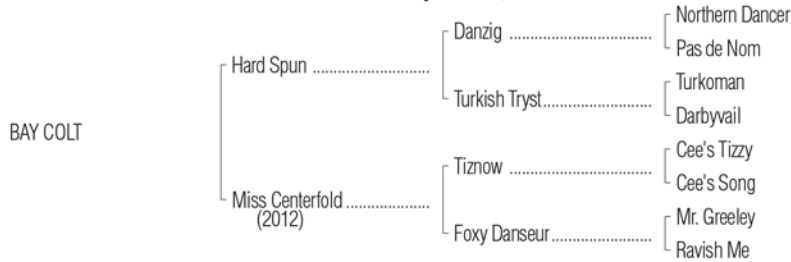 Northern Dancer
Danzig ................................
Pas de Nom
Hard Spun ...........................
Turkoman
Turkish Tryst........................
Darbyvail
BAY COLT
Cee's Tizzy
Tiznow ................................
Cee's Song
Miss Centerfold ...................
(2012)
Mr. Greeley
Foxy Danseur......................
Ravish Me